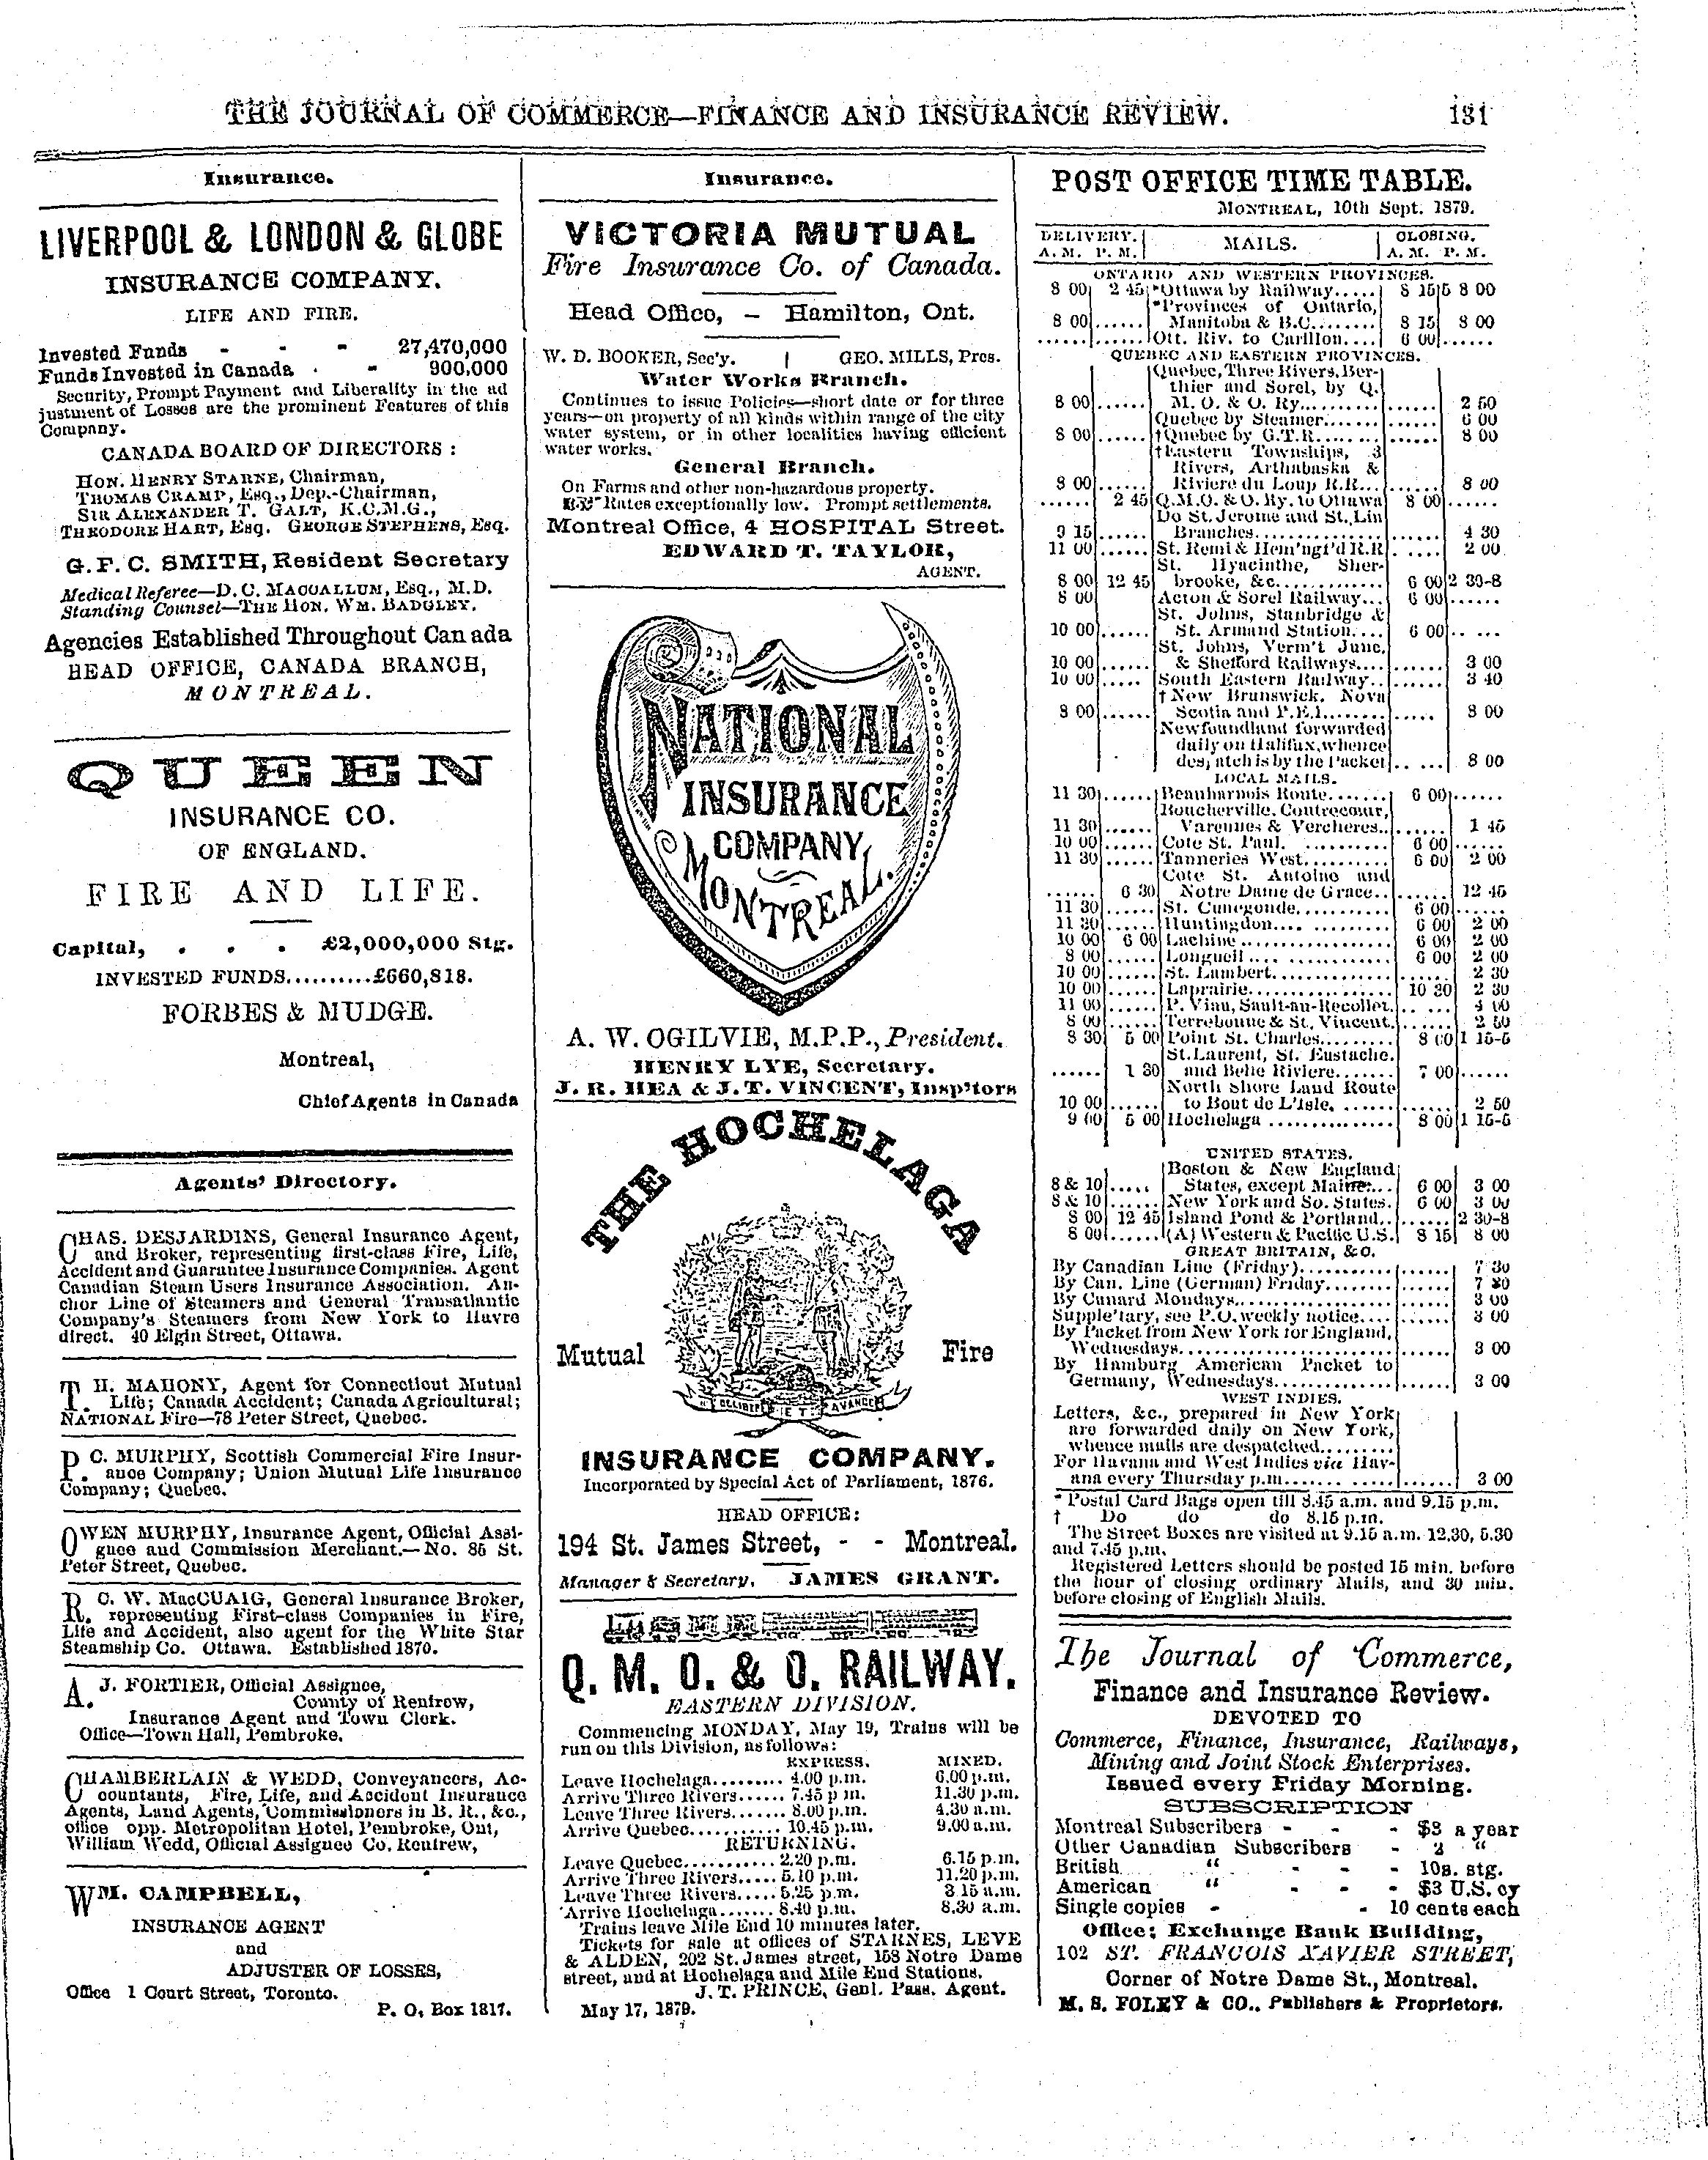 THE JOURNAL OF COMMERCE—FINANCE AND INSURANCE REVIEW. 131
Insurance.
LIVERPOOL & LONDON & GLOBE
INSURANCE COMPANY.
LIFE AND FIRE.
Invested Funds - - - 27,470,000
Funds Invested in Canada . - 900,000
Security, Prompt Payment and Liberality in the ad
justment of Losses are the prominent Features of this
Company.
CANADA BOARD OF DIRECTORS :
HON. HENRY STARNE, Chairman,
THOMAS CRAMP, Esq., Dep.-Chairman,
SIR ALEXANDER T. GALT, K.C.M.G.,
THEODORE HART, Esq. GEORGE STEPHENS, Esq.
G. F. C. SMITH, Resident Secretary
Medical Referee—D. C. MACCALLUM, Esq., M.D.
Standing Counsel—THE HON. WM. BADGLEY.
Agencies Established Throughout Can ada
HEAD OFFICE, CANADA BRANCH,
MONTREAL.
QUEEN
INSURANCE CO.
OF ENGLAND.
FIRE AND LIFE.
Capital, . . . £2,000,000 Stg.
INVESTED FUNDS..........£660,818.
FORBES & MUDGE.
Montreal,
Chief Agents in Canada
Agents' Directory.
CHAS. DESJARDINS, General Insurance Agent,
and Broker, representing first-class Fire, Life,
Accident and Guarantee Insurance Companies. Agent
Canadian Steam Users Insurance Association. An-
chor Line of Steamers and General Transatlantic
Company's Steamers from New York to Havre
direct. 40 Elgin Street, Ottawa.
T. H. MAHONY, Agent for Connecticut Mutual
Life; Canada Accident; Canada Agricultural;
NATIONAL Fire—78 Peter Street, Quebec.
P. C. MURPHY, Scottish Commercial Fire Insur-
ance Company; Union Mutual Life Insurance
Company; Quebec.
OWEN MURPHY, Insurance Agent, Official Assi-
gnee and Commission Merchant.—No. 85 St.
Peter Street, Quebec.
R. C. W. MacCUAIG, General Insurance Broker,
representing First-class Companies in Fire,
Life and Accident, also agent for the White Star
Steamship Co. Ottawa. Established 1870.
A. J. FORTIER, Official Assignee,
County of Renfrew,
Insurance Agent and Town Clerk.
Office—Town Hall, Pembroke.
CHAMBERLAIN & WEDD, Conveyancers, Ac-
countants, Fire, Life, and Accident Insurance
Agents, Land Agents, Commissioners in B. R., &c.,
office opp. Metropolitan Hotel, Pembroke, Ont,
William Wedd, Official Assignee Co. Renfrew,
WM. CAMPBELL,
INSURANCE AGENT
and
ADJUSTER OF LOSSES,
Office 1 Court Street, Toronto.
P. O. Box 1817.
Insurance.
VICTORIA MUTUAL
Fire Insurance Co. of Canada.
Head Office, - Hamilton, Ont.
W. D. BOOKER, Sec'y. | GEO. MILLS, Pres.
Water Works Branch.
Continues to issue Policies—short date or for three
years—on property of all kinds within range of the city
water system, or in other localities having efficient
water works.
General Branch.
On Farms and other non-hazardous property.
Rates exceptionally low. Prompt settlements.
Montreal Office, 4 HOSPITAL Street.
EDWARD T. TAYLOR,
AGENT.
NATIONAL
INSURANCE
COMPANY,
MONTREAL.
A. W. OGILVIE, M.P.P., President.
HENRY LYE, Secretary.
J. R. HEA & J. T. VINCENT, Insp'tors
THE HOCHELAGA
Mutual Fire
INSURANCE COMPANY.
Incorporated by Special Act of Parliament, 1876.
HEAD OFFICE:
194 St. James Street, - - Montreal.
Manager & Secretary, JAMES GRANT.
Q. M. O. & O. RAILWAY.
EASTERN DIVISION.
Commencing MONDAY, May 19, Trains will be
run on this Division, as follows:
EXPRESS. MIXED.
Leave Hochelaga......... 4.00 p.m. 6.00 p.m.
Arrive Three Rivers...... 7.45 p m. 11.30 p.m.
Leave Three Rivers....... 8.00 p.m. 4.30 a.m.
Arrive Quebec........... 10.45 p.m. 9.00 a.m.
RETURNING.
Leave Quebec........... 2.20 p.m. 6.15 p.m.
Arrive Three Rivers..... 5.10 p.m. 11.20 p.m.
Leave Three Rivers..... 5.25 p.m. 3 15 a.m.
Arrive Hochelaga....... 8.40 p.m. 8.30 a.m.
Trains leave Mile End 10 minutes later.
Tickets for sale at offices of STARNES, LEVE
& ALDEN, 202 St. James street, 158 Notre Dame
street, and at Hochelaga and Mile End Stations.
J. T. PRINCE, Genl. Pass. Agent.
May 17, 1879.
POST OFFICE TIME TABLE.
MONTREAL, 10th Sept. 1879.
DELIVERY. MAILS. CLOSING.
A. M. P. M. A. M. P. M.
ONTARIO AND WESTERN PROVINCES.
8 00 2 45 *Ottawa by Railway..... 8 15 5 8 00
*Provinces of Ontario,
8 00 ...... Manitoba & B.C........ 8 15 8 00
...... ...... Ott. Riv. to Carillon.... 6 00 ......
QUEBEC AND EASTERN PROVINCES.
Quebec, Three Rivers, Ber-
thier and Sorel, by Q.
8 00 ...... M. O. & O. Ry.......... ...... 2 50
Quebec by Steamer....... ...... 6 00
8 00 ...... †Quebec by G.T.R........ ...... 8 00
†Eastern Townships, 3
Rivers, Arthabaska &
8 00 ...... Riviere du Loup R.R.... 8 00
...... 2 45 Q.M.O. & O. Ry. to Ottawa 8 00 ......
Do St. Jerome and St. Lin
9 15 Branches................. ...... 4 30
11 00 ...... St. Remi & Hem'ngf'd R.R ..... 2 00
St. Hyacinthe, Sher-
8 00 12 45 brooke, &c............. 6 00 2 30-8
8 00 Acton & Sorel Railway... 6 00 ......
St. Johns, Stanbridge &
10 00 ...... St. Armand Station.... 6 00 .. ...
St. Johns, Verm't Junc.
10 00 ...... & Shefford Railways.... ...... 3 00
10 00 ..... South Eastern Railway.. ...... 3 40
† New Brunswick, Nova
8 00 ...... Scotia and P.E.I........ ..... 8 00
Newfoundland forwarded
daily on Halifax, whence
despatch is by the Packet .. ... 8 00
LOCAL MAILS.
11 30 ...... Beauharnois Route....... 6 00 ......
Boucherville, Contrecœur,
11 30 ...... Varennes & Vercheres.. ...... 1 45
10 00 ...... Cote St. Paul. .......... 6 00 ......
11 30 ...... Tanneries West.......... 6 00 2 00
Cote St. Antoine and
...... 6 30 Notre Dame de Grace.. ...... 12 45
11 30 ...... St. Cunegonde........... 6 00 ......
11 30 ...... Huntingdon.... ......... 6 00 2 00
10 00 6 00 Lachine ................. 6 00 2 00
8 00 ...... Longueil .... ........... 6 00 2 00
10 00 ...... St. Lambert............. ...... 2 30
10 00 ...... Laprairie................ 10 30 2 30
11 00 ...... P. Viau, Sault-au-Recollet. .. ... 4 00
8 00 ...... Terrebonne & St. Vincent. ...... 2 50
8 30 5 00 Point St. Charles......... 8 00 1 15-5
St. Laurent, St. Eustache.
...... 1 30 and Belle Riviere....... 7 00 ......
North Shore Land Route
10 00 ...... to Bout de L'Isle. ....... ...... 2 50
9 00 5 00 Hochelaga ............... 8 00 1 15-5
UNITED STATES.
Boston & New England
8 & 10 ..... States, except Maine.... 6 00 3 00
8 & 10 ...... New York and So. States. 6 00 3 00
8 00 12 45 Island Pond & Portland.. ...... 2 30-8
8 00 ...... (A) Western & Pacific U.S. 8 15 8 00
GREAT BRITAIN, &C.
By Canadian Line (Friday)............ ...... 7 30
By Can. Line (German) Friday........ ...... 7 30
By Cunard Mondays.................. ...... 3 00
Supple'tary, see P.O. weekly notice.... ...... 3 00
By Packet from New York for England,
Wednesdays........................ ...... 3 00
By Hamburg American Packet to
Germany, Wednesdays.............. ...... 3 00
WEST INDIES.
Letters, &c., prepared in New York
are forwarded daily on New York,
whence mails are despatched.........
For Havana and West Indies via Hav-
ana every Thursday p.m............. ...... 3 00
* Postal Card Bags open till 8.45 a.m. and 9.15 p.m.
† Do do do 8.15 p.m.
The Street Boxes are visited at 9.15 a.m. 12.30, 5.30
and 7.45 p.m.
Registered Letters should be posted 15 min. before
the hour of closing ordinary Mails, and 30 min.
before closing of English Mails.
The Journal of Commerce,
Finance and Insurance Review.
DEVOTED TO
Commerce, Finance, Insurance, Railways,
Mining and Joint Stock Enterprises.
Issued every Friday Morning.
SUBSCRIPTION
Montreal Subscribers - - - $3 a year
Other Canadian Subscribers - 2 "
British " - - - 10s. stg.
American " - - - $3 U.S. cy
Single copies - - 10 cents each
Office: Exchange Bank Building,
102 ST. FRANCOIS XAVIER STREET,
Corner of Notre Dame St., Montreal.
M. S. FOLEY & CO., Publishers & Proprietors.